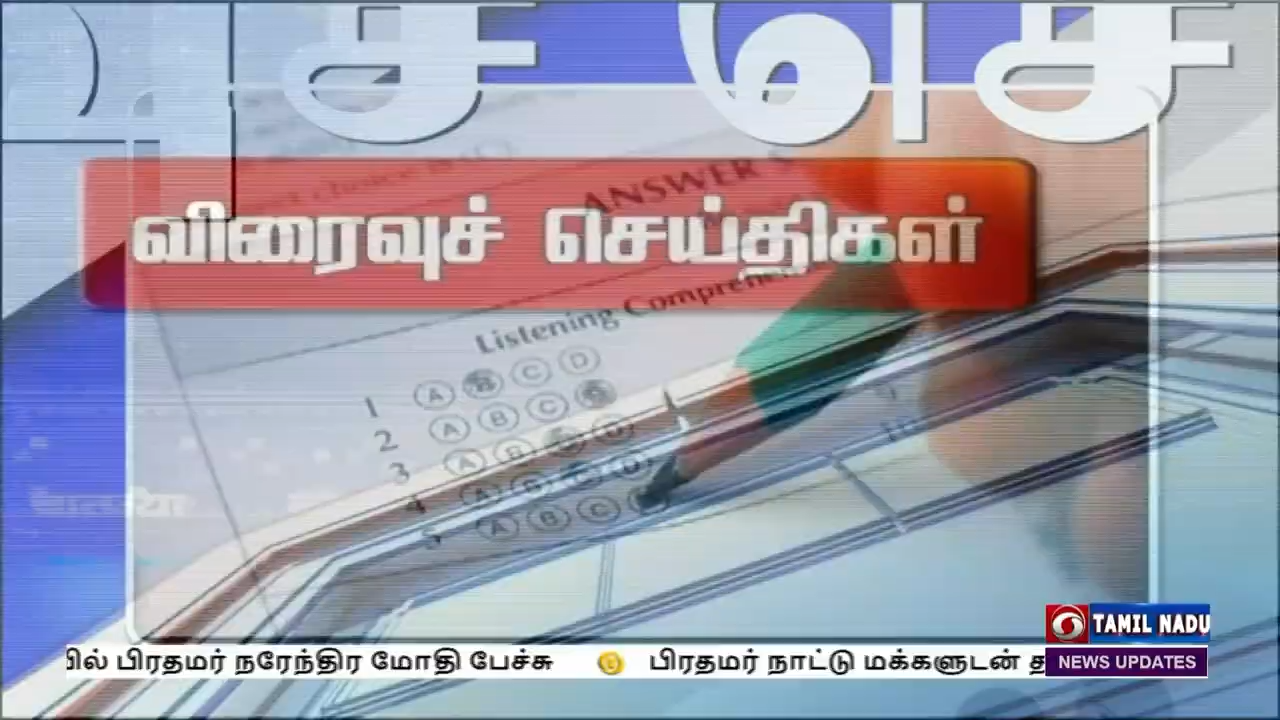 விரைவுச் செய்திகள்
ANSWER
Listening Comprehen
1 A B C D
2 A B C
3 A B D
4 A B D
5 A B C
TAMIL NADU
NEWS UPDATES
யில் பிரதமர் நரேந்திர மோதி பேச்சு
பிரதமர் நாட்டு மக்களுடன் த